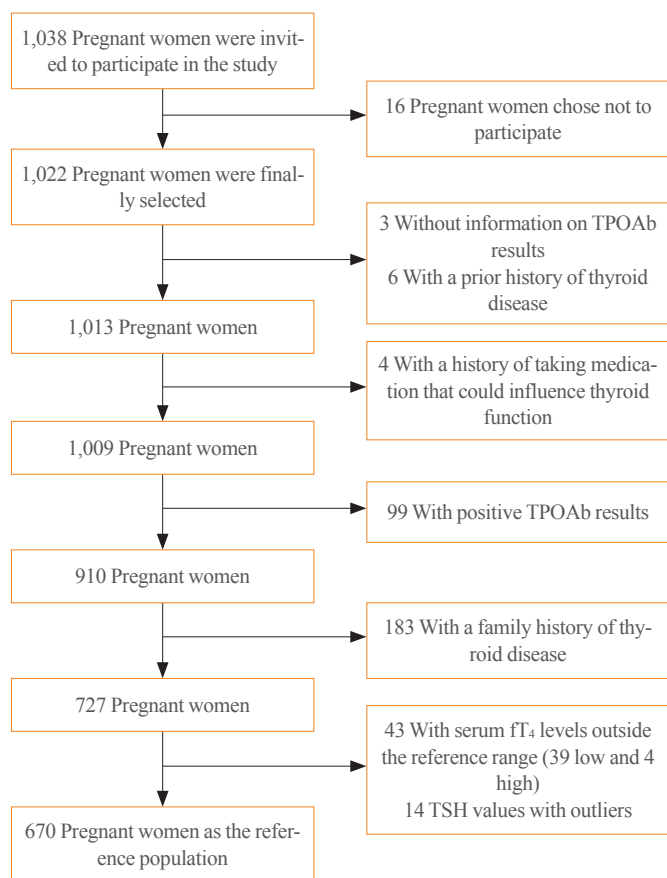 1,038 Pregnant women were invit-
ed to participate in the study
16 Pregnant women chose not to
participate
1,022 Pregnant women were final-
ly selected
3 Without information on TPOAb
results
6 With a prior history of thyroid
disease
1,013 Pregnant women
4 With a history of taking medica-
tion that could influence thyroid
function
1,009 Pregnant women
99 With positive TPOAb results
910 Pregnant women
183 With a family history of thy-
roid disease
727 Pregnant women
43 With serum fT₄ levels outside
the reference range (39 low and 4
high)
14 TSH values with outliers
670 Pregnant women as the refer-
ence population